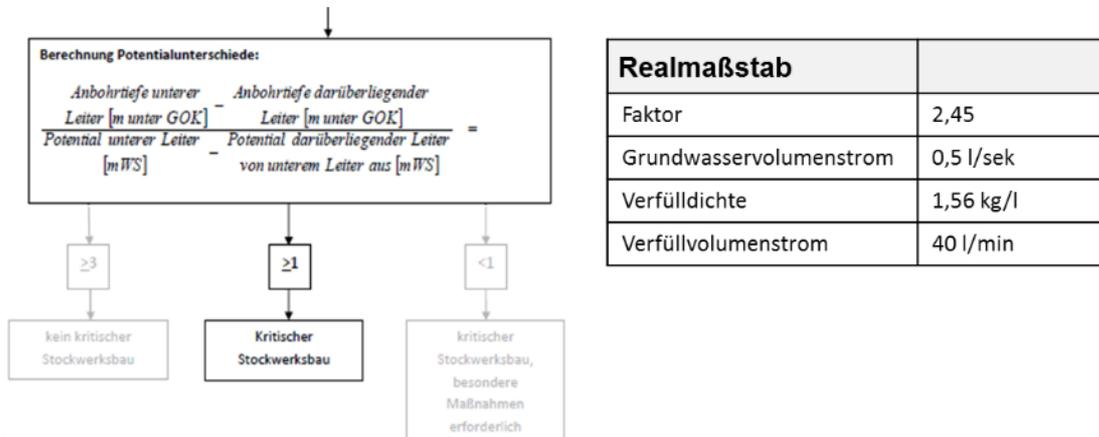 Berechnung Potentialunterschiede:
Anbohrtiefe unterer
Leiter [m unter GOK]
−
Anbohrtiefe darüberliegender
Leiter [m unter GOK]
Potential unterer Leiter
[mWS]
−
Potential darüberliegender Leiter
von unterem Leiter aus [mWS]
=
≥3
≥1
<1
kein kritischer
Stockwerksbau
Kritischer
Stockwerksbau
kritischer
Stockwerksbau,
besondere
Maßnahmen
erforderlich
Realmaßstab
Faktor 2,45
Grundwasservolumenstrom 0,5 l/sek
Verfülldichte 1,56 kg/l
Verfüllvolumenstrom 40 l/min